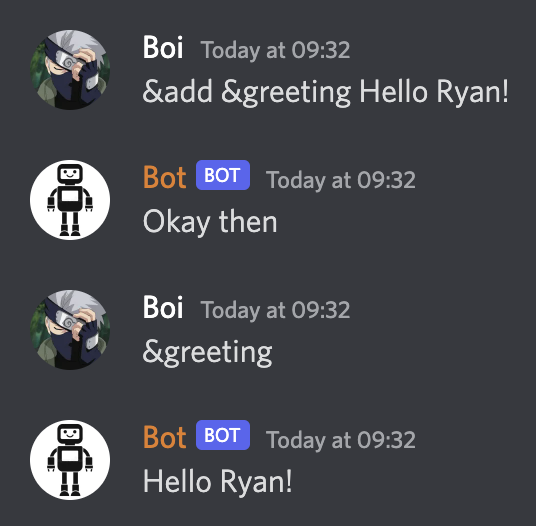 Boi Today at 09:32
&add &greeting Hello Ryan!
Bot BOT Today at 09:32
Okay then
Boi Today at 09:32
&greeting
Bot BOT Today at 09:32
Hello Ryan!